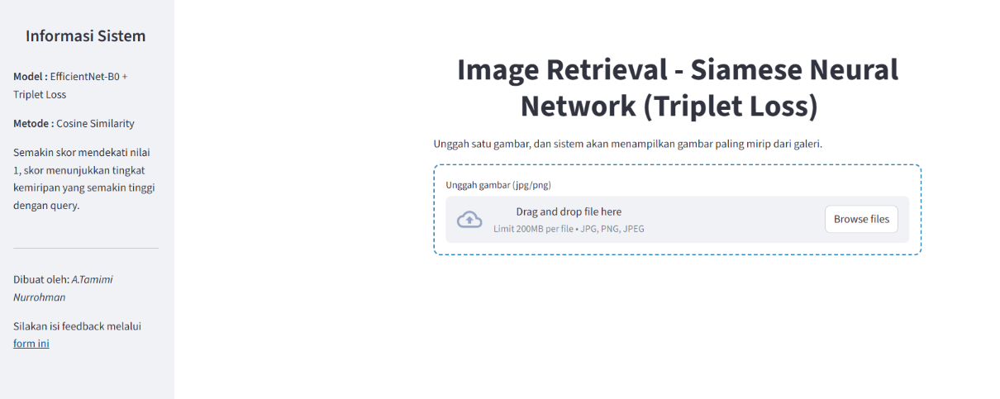 Informasi Sistem
Model : EfficientNet-B0 +
Triplet Loss
Metode : Cosine Similarity
Semakin skor mendekati nilai
1, skor menunjukkan tingkat
kemiripan yang semakin tinggi
dengan query.
Dibuat oleh: A.Tamimi
Nurrohman
Silakan isi feedback melalui
form ini
Image Retrieval - Siamese Neural
Network (Triplet Loss)
Unggah satu gambar, dan sistem akan menampilkan gambar paling mirip dari galeri.
Unggah gambar (jpg/png)
Drag and drop file here
Limit 200MB per file • JPG, PNG, JPEG
Browse files